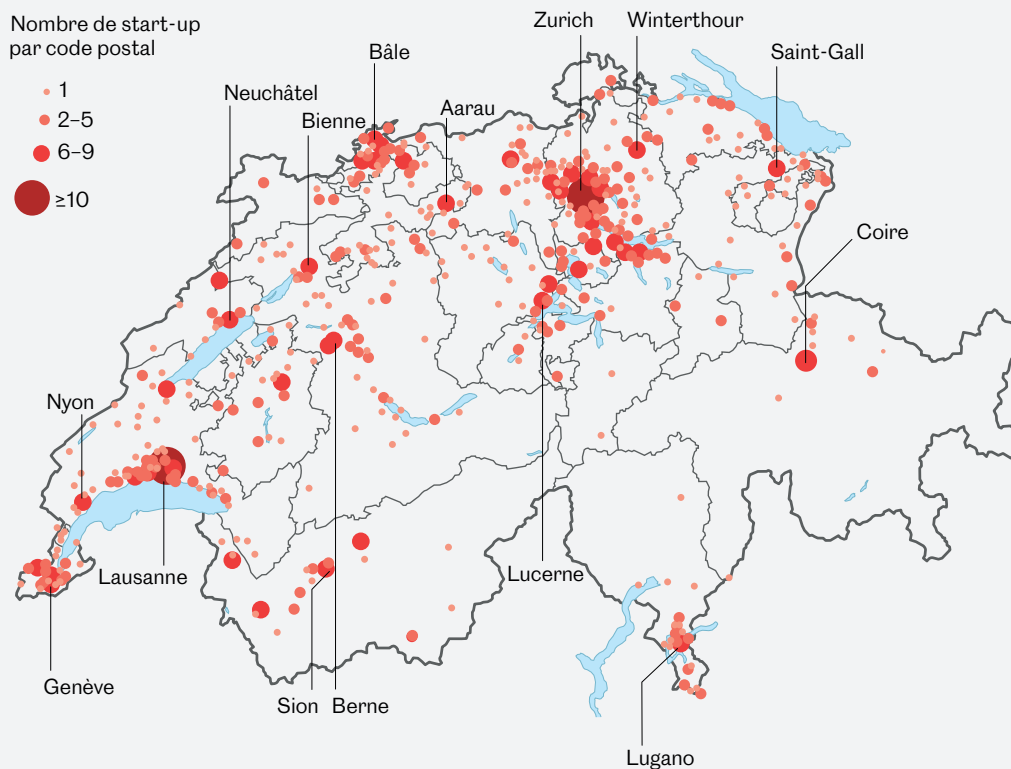 Nombre de start-up
par code postal
1
2–5
6–9
≥10
Zurich
Winterthour
Bâle
Saint-Gall
Neuchâtel
Aarau
Bienne
Coire
Nyon
Lausanne
Lucerne
Genève
Sion
Berne
Lugano